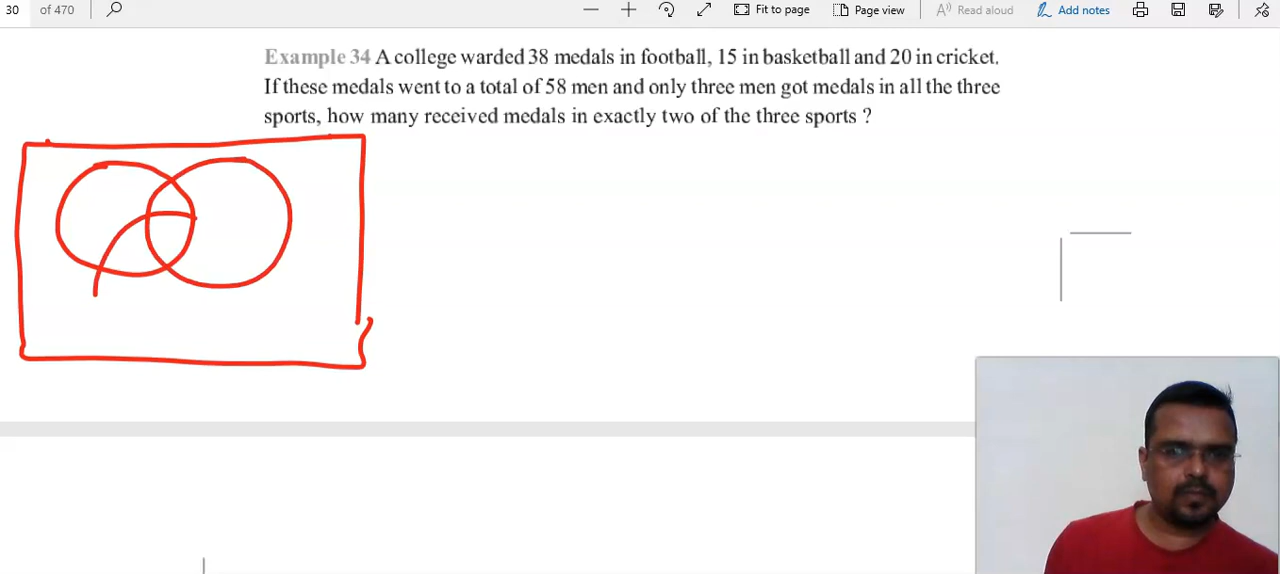 30 of 470 Fit to page Page view Read aloud Add notes
Example 34 A college warded 38 medals in football, 15 in basketball and 20 in cricket.
If these medals went to a total of 58 men and only three men got medals in all the three
sports, how many received medals in exactly two of the three sports ?